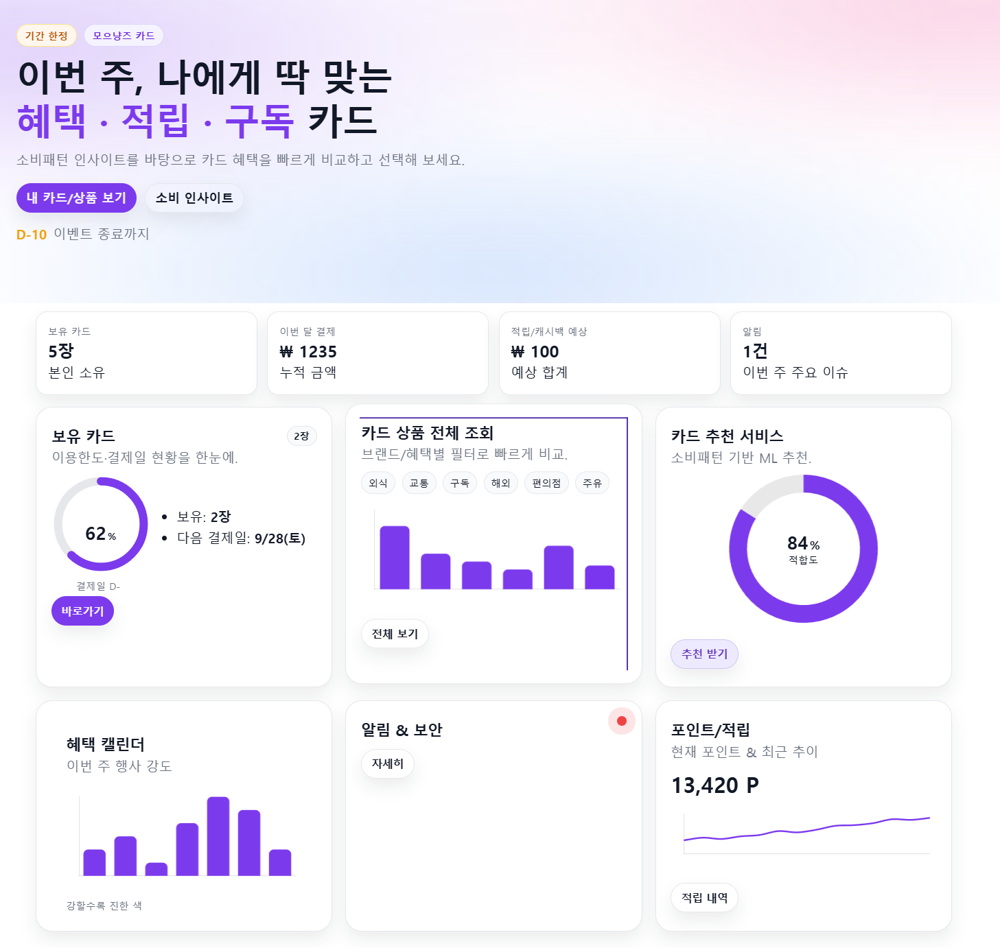 기간 한정
모으냥즈 카드
이번 주, 나에게 딱 맞는
혜택 · 적립 · 구독 카드
소비패턴 인사이트를 바탕으로 카드 혜택을 빠르게 비교하고 선택해 보세요.
내 카드/상품 보기
소비 인사이트
D-10 이벤트 종료까지
보유 카드
5장
본인 소유
이번 달 결제
₩ 1235
누적 금액
적립/캐시백 예상
₩ 100
예상 합계
알림
1건
이번 주 주요 이슈
보유 카드
2장
이용한도·결제일 현황을 한눈에.
62%
결제일 D-
보유: 2장
다음 결제일: 9/28(토)
바로가기
카드 상품 전체 조회
브랜드/혜택별 필터로 빠르게 비교.
외식
교통
구독
해외
편의점
주유
전체 보기
카드 추천 서비스
소비패턴 기반 ML 추천.
84%
적합도
추천 받기
혜택 캘린더
이번 주 행사 강도
강할수록 진한 색
알림 & 보안
자세히
포인트/적립
현재 포인트 & 최근 추이
13,420 P
적립 내역